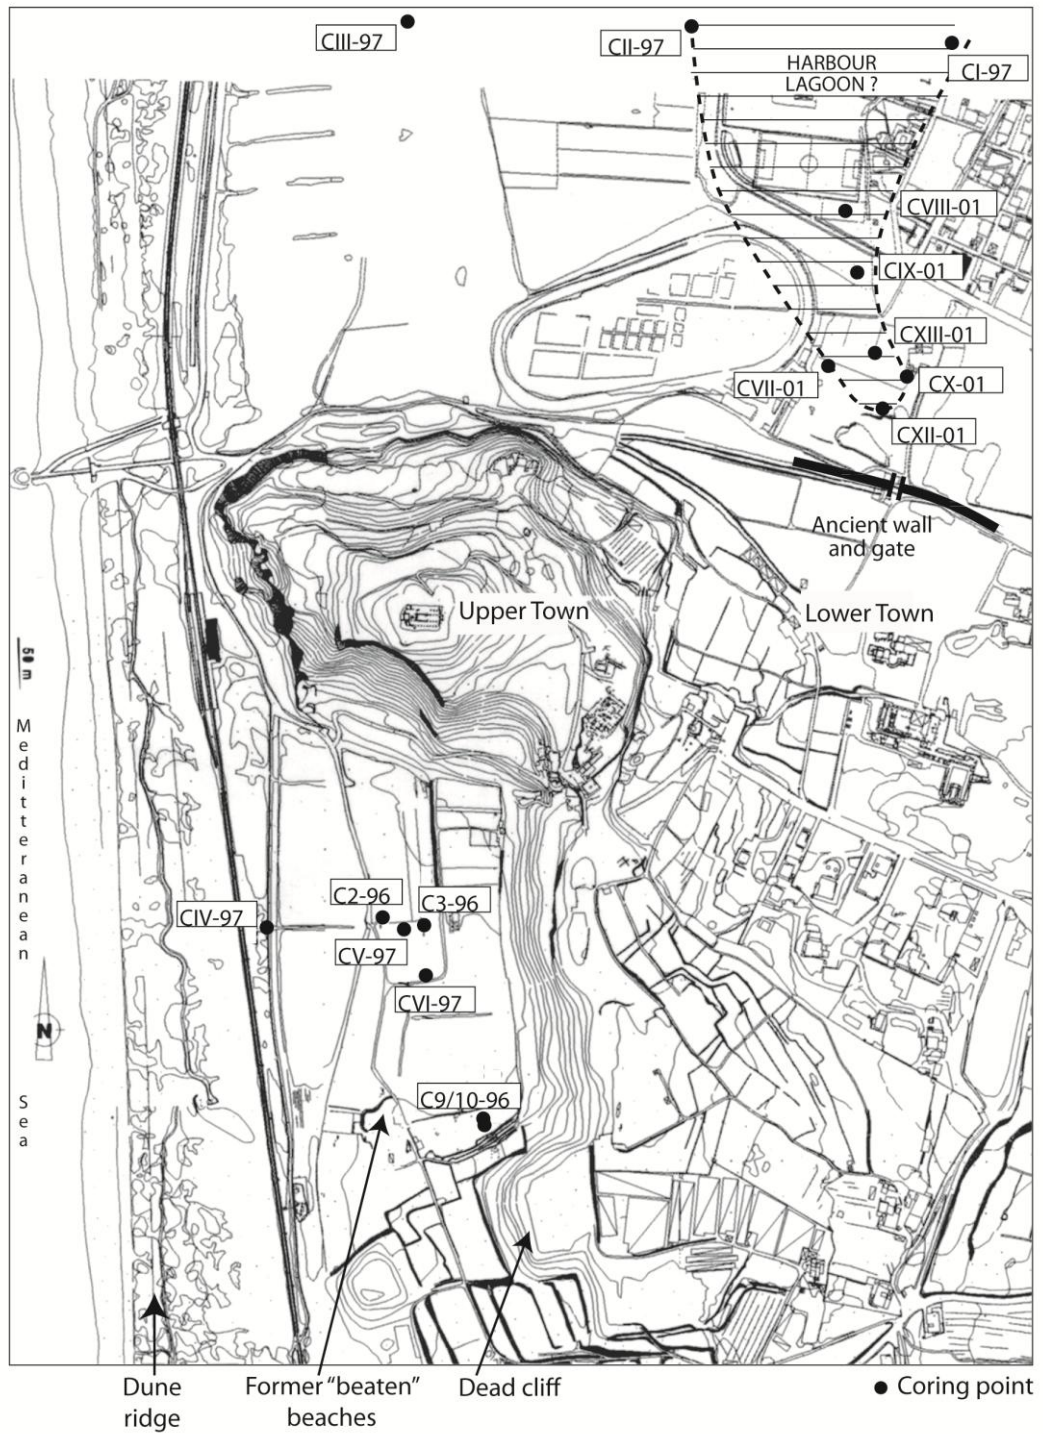 CIII-97
CII-97
CI-97
HARBOUR
LAGOON ?
CVIII-01
CIX-01
CXIII-01
CVII-01
CX-01
CXII-01
Ancient wall
and gate
Upper Town
Lower Town
50 m
Meditteranean
Sea
C2-96
C3-96
CIV-97
CV-97
CVI-97
N
C9/10-96
Dune
ridge
Former "beaten"
beaches
Dead cliff
Coring point